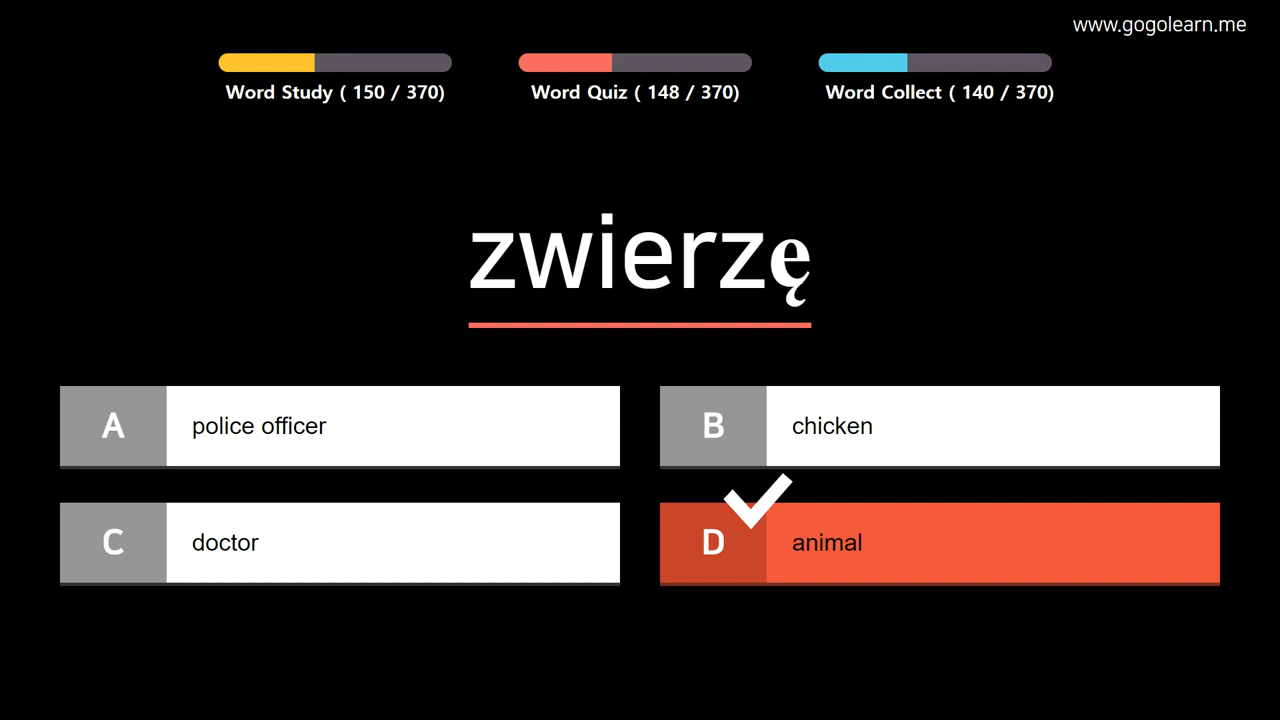 www.gogolearn.me
Word Study ( 150 / 370)
Word Quiz ( 148 / 370)
Word Collect ( 140 / 370)
zwierzę
A police officer
B chicken
C doctor
D animal